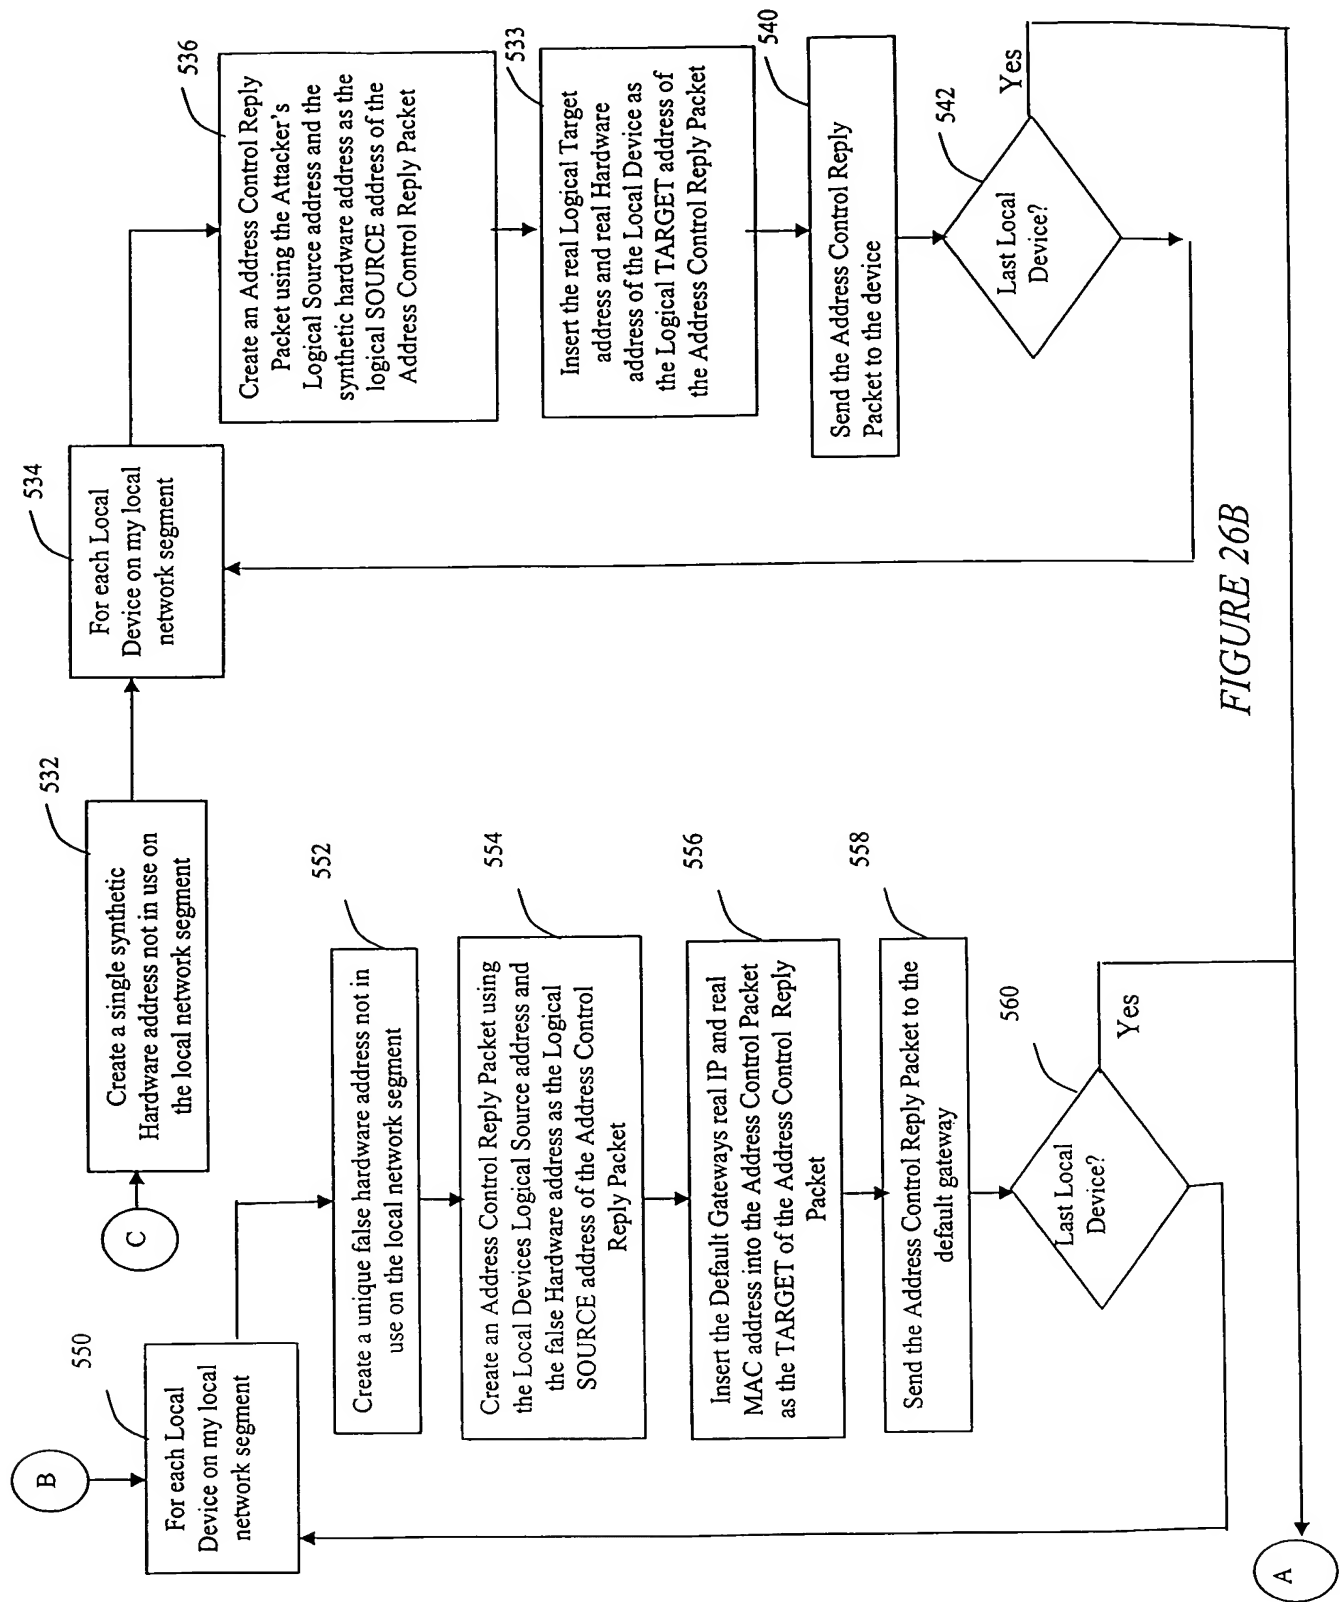 B
550
For each Local
Device on my local
network segment
552
Create a unique false hardware address not in
use on the local network segment
554
Create an Address Control Reply Packet using
the Local Devices Logical Source address and
the false Hardware address as the Logical
SOURCE address of the Address Control
Reply Packet
556
Insert the Default Gateways real IP and real
MAC address into the Address Control Packet
as the TARGET of the Address Control Reply
Packet
558
Send the Address Control Reply Packet to the
default gateway
560
Last Local
Device?
Yes
A
C
532
Create a single synthetic
Hardware address not in use on
the local network segment
534
For each Local
Device on my local
network segment
536
Create an Address Control Reply
Packet using the Attacker's
Logical Source address and the
synthetic hardware address as the
logical SOURCE address of the
Address Control Reply Packet
533
Insert the real Logical Target
address and real Hardware
address of the Local Device as
the Logical TARGET address of
the Address Control Reply Packet
540
Send the Address Control Reply
Packet to the device
542
Last Local
Device?
Yes
FIGURE 26B